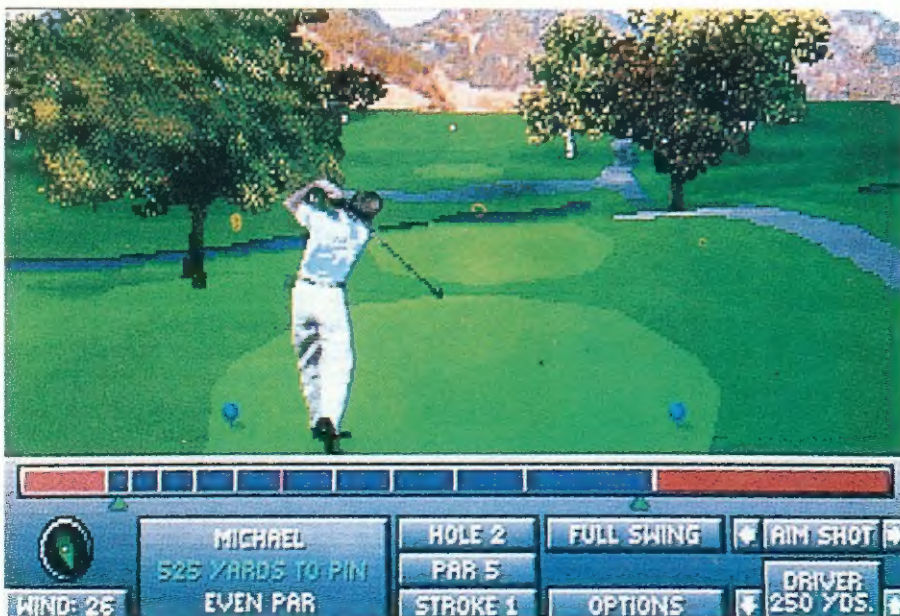 MICHAEL
525 YARDS TO PIN
EVEN PAR
WIND: 26
HOLE 2
PAR 5
STROKE 1
FULL SWING
OPTIONS
AIM SHOT
DRIVER
250 YDS.